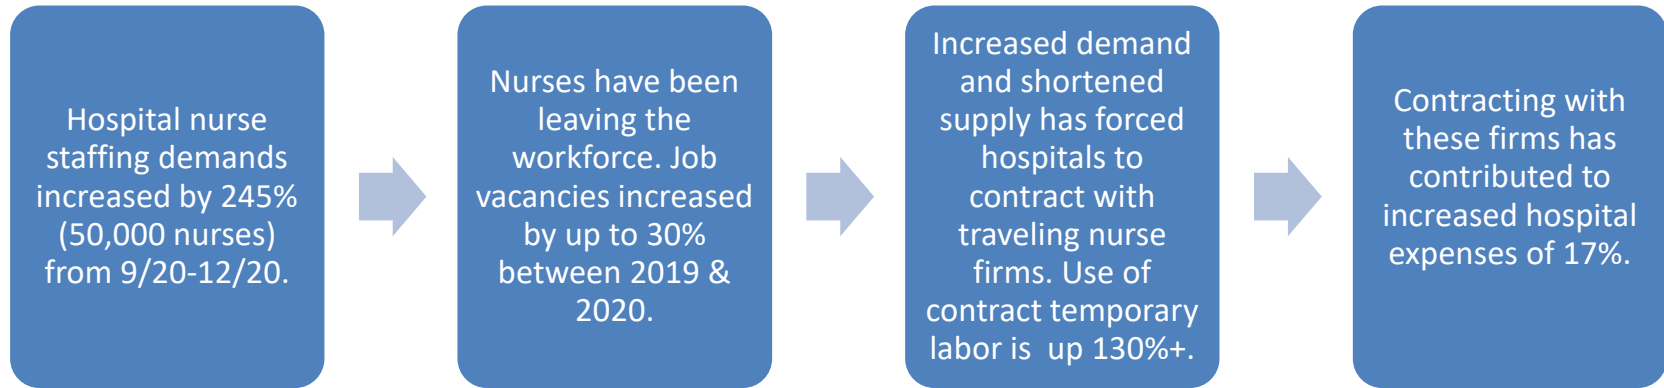 Hospital nurse
staffing demands
increased by 245%
(50,000 nurses)
from 9/20-12/20.
Nurses have been
leaving the
workforce. Job
vacancies increased
by up to 30%
between 2019 &
2020.
Increased demand
and shortened
supply has forced
hospitals to
contract with
traveling nurse
firms. Use of
contract temporary
labor is  up 130%+.
Contracting with
these firms has
contributed to
increased hospital
expenses of 17%.